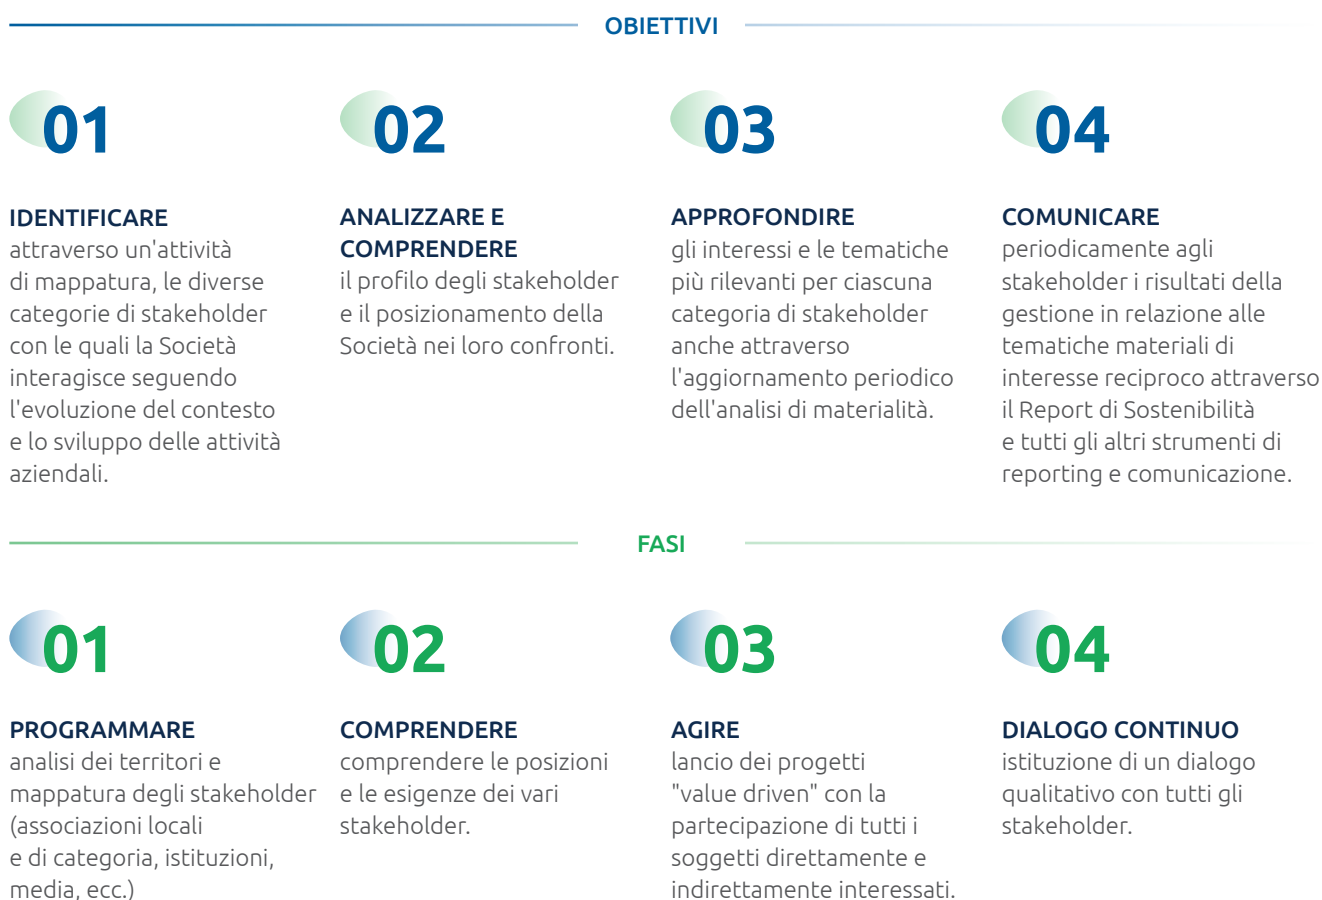 OBIETTIVI
01
IDENTIFICARE
attraverso un'attività
di mappatura, le diverse
categorie di stakeholder
con le quali la Società
interagisce seguendo
l'evoluzione del contesto
e lo sviluppo delle attività
aziendali.
02
ANALIZZARE E
COMPRENDERE
il profilo degli stakeholder
e il posizionamento della
Società nei loro confronti.
03
APPROFONDIRE
gli interessi e le tematiche
più rilevanti per ciascuna
categoria di stakeholder
anche attraverso
l'aggiornamento periodico
dell'analisi di materialità.
04
COMUNICARE
periodicamente agli
stakeholder i risultati della
gestione in relazione alle
tematiche materiali di
interesse reciproco attraverso
il Report di Sostenibilità
e tutti gli altri strumenti di
reporting e comunicazione.
FASI
01
PROGRAMMARE
analisi dei territori e
mappatura degli stakeholder
(associazioni locali
e di categoria, istituzioni,
media, ecc.)
02
COMPRENDERE
comprendere le posizioni
e le esigenze dei vari
stakeholder.
03
AGIRE
lancio dei progetti
"value driven" con la
partecipazione di tutti i
soggetti direttamente e
indirettamente interessati.
04
DIALOGO CONTINUO
istituzione di un dialogo
qualitativo con tutti gli
stakeholder.